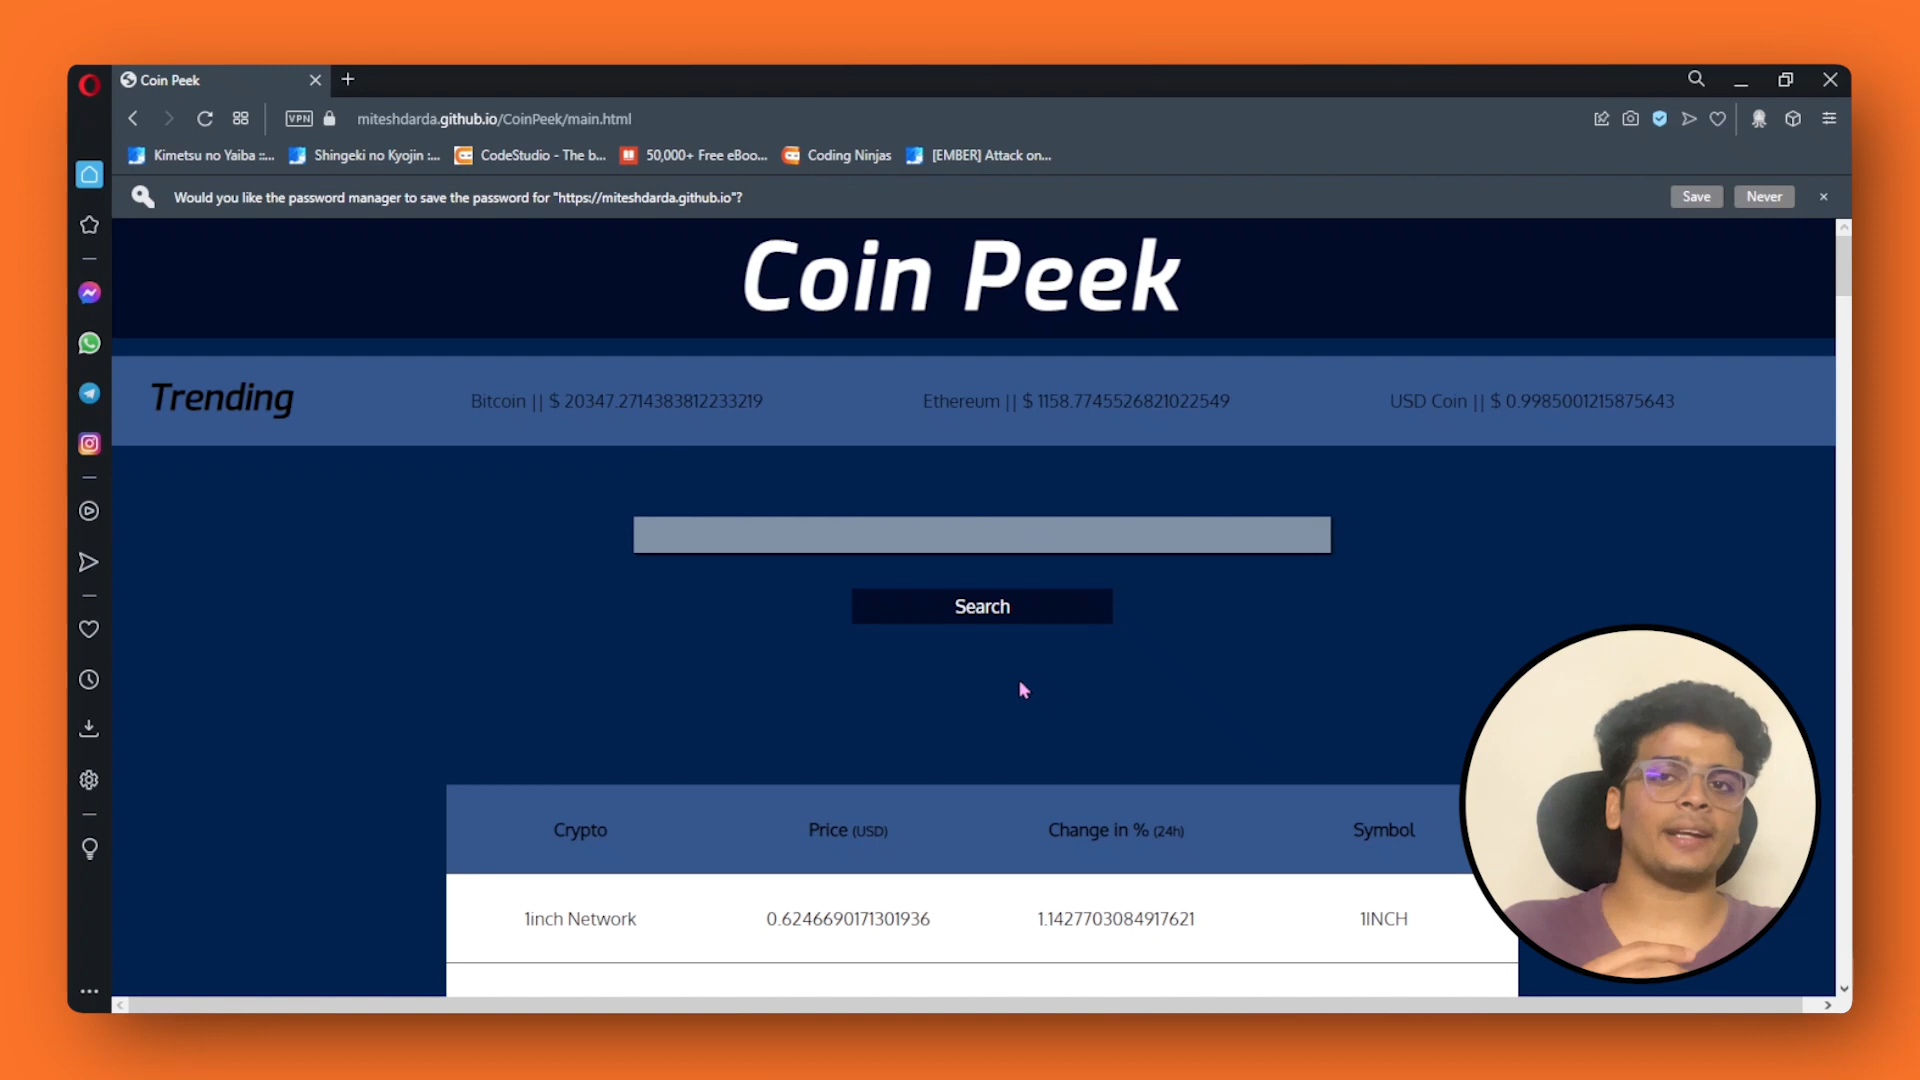 Coin Peek
VPN
miteshdarda.github.io/CoinPeek/main.html
Kimetsu no Yaiba ::... Shingeki no Kyojin :... CodeStudio - The b... 50,000+ Free eBoo... Coding Ninjas [EMBER] Attack on...
Would you like the password manager to save the password for "https://miteshdarda.github.io"? Save Never
Coin Peek
Trending Bitcoin || $ 20347.2714383812233219 Ethereum || $ 1158.7745526821022549 USD Coin || $ 0.9985001215875643
Search
Crypto Price (USD) Change in % (24h) Symbol
1inch Network 0.6246690171301936 1.1427703084917621 1INCH